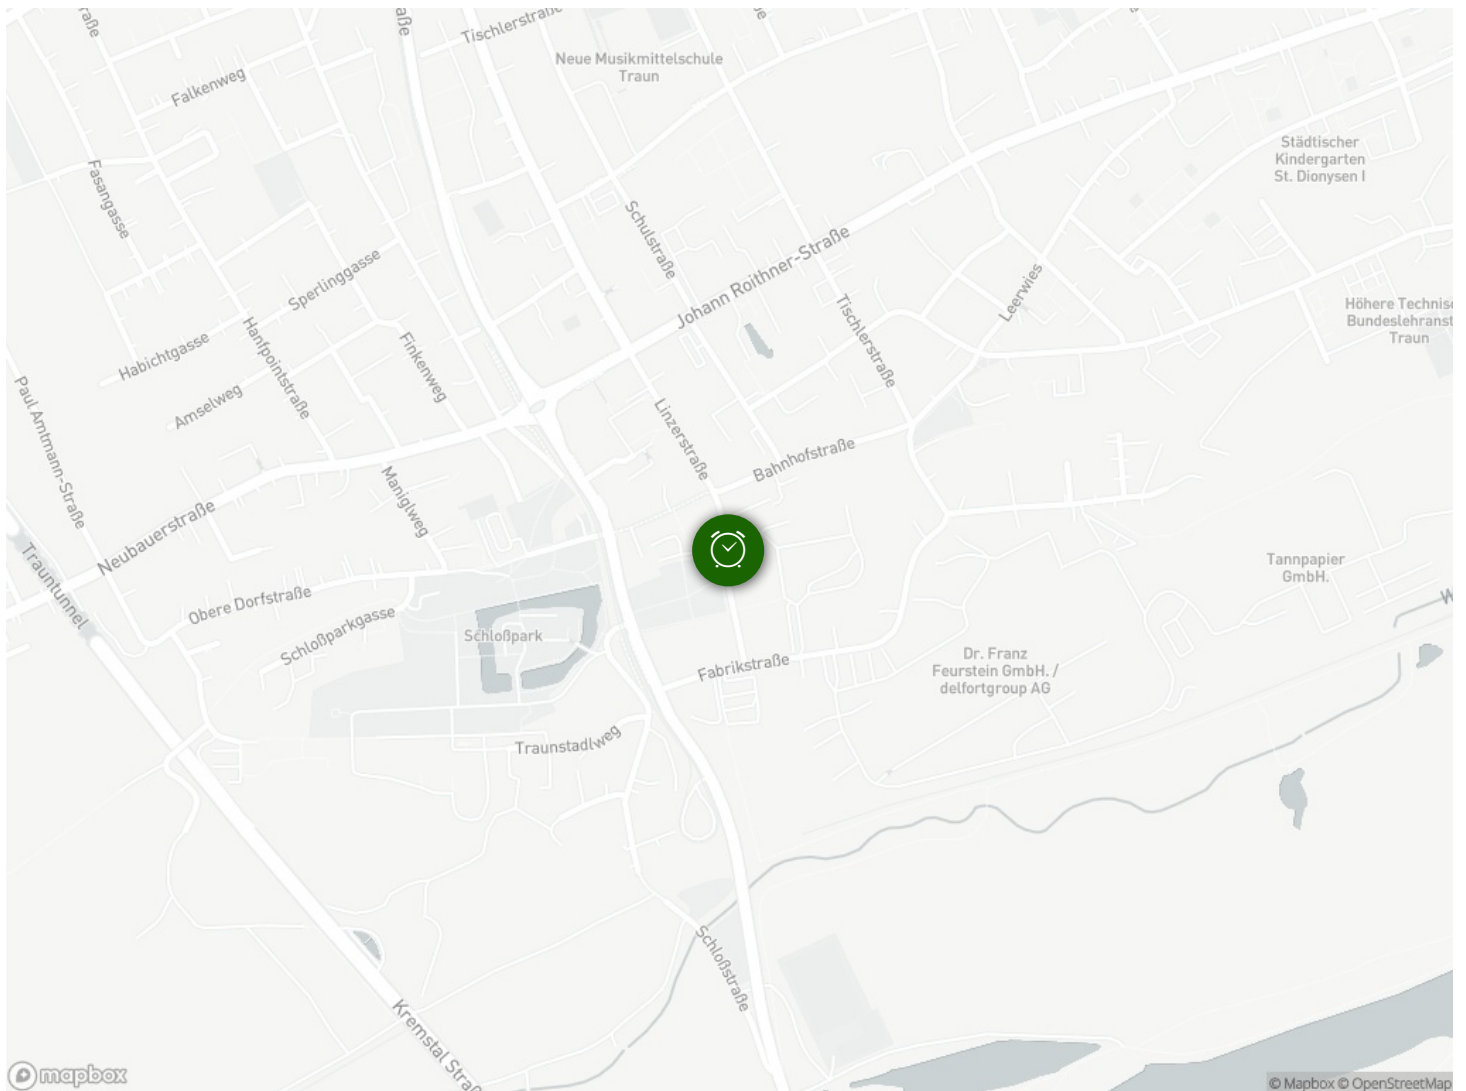 Tischlerstraße
Neue Musikmittelschule
Traun
Falkenweg
Städtischer
Kindergarten
St. Dionysen I
Fasangasse
Schulstraße
Johann Roithner-Straße
Sperlinggasse
Leerwies
Tischlerstraße
Höhere Technis
Bundeslehranst
Traun
Habichtgasse
Hanfpointstraße
Finkenweg
Amselweg
Paul Amtmann-Straße
Linzerstraße
Bahnhofstraße
Maniglweg
Neubauerstraße
Trauntunnel
Tannpapier
GmbH.
Obere Dorfstraße
Schloßparkgasse
Schloßpark
Fabrikstraße
Dr. Franz
Feurstein GmbH. /
delfortgroup AG
Traunstadlweg
Schloßstraße
Kremstal Straß
mapbox
© Mapbox © OpenStreetMap